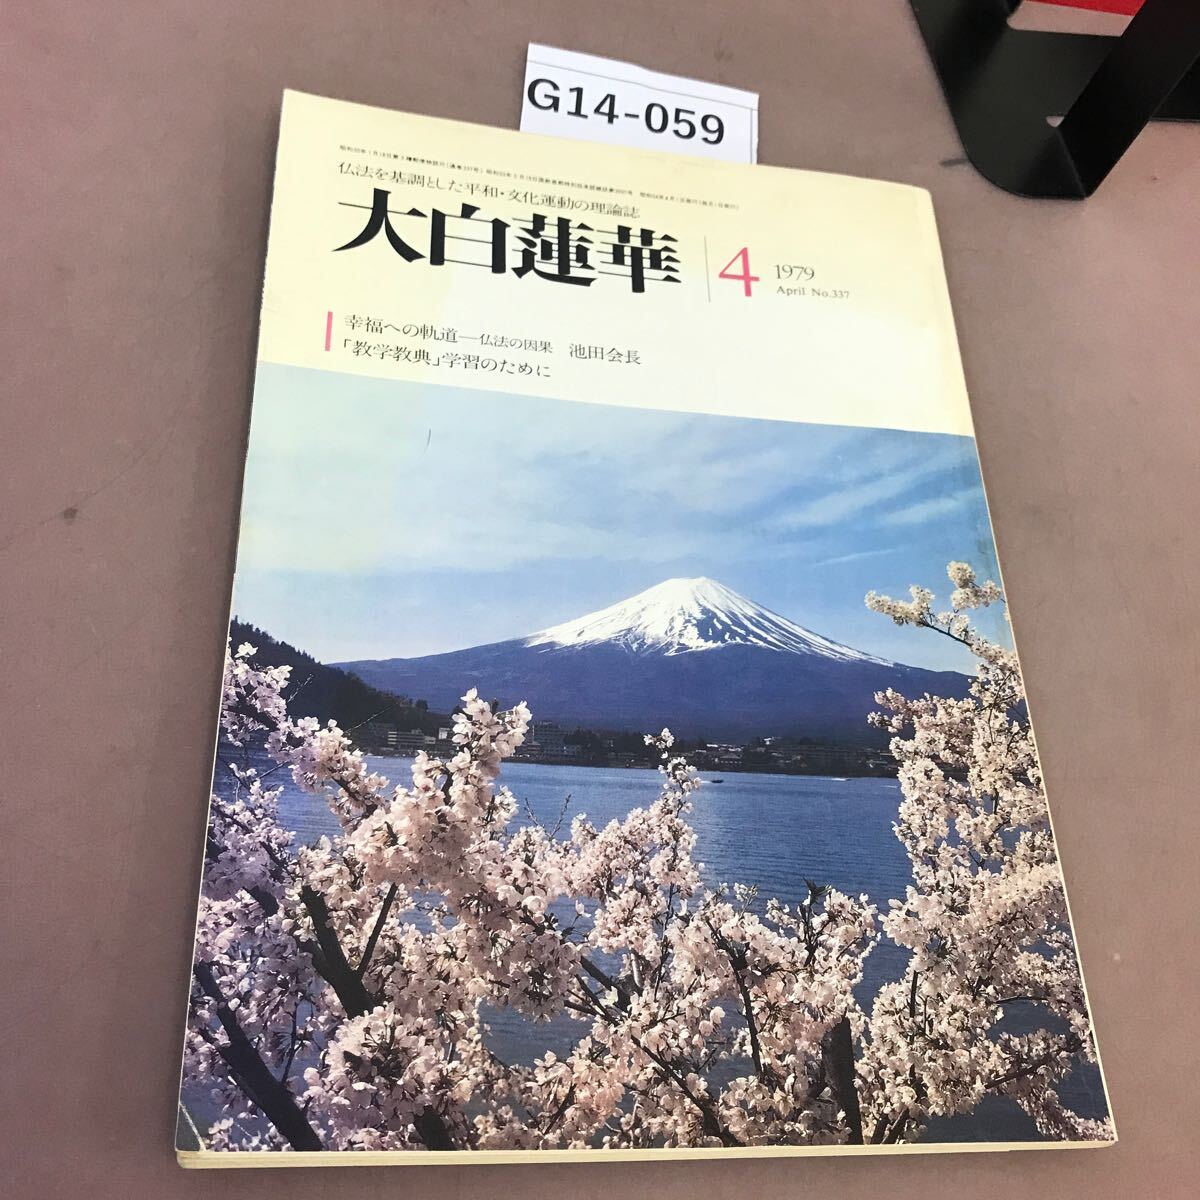 G14-059
仏法を基調とした平和・文化運動の理論誌
大白蓮華
4
1979
April No.337
幸福への軌道—仏法の因果 池田会長
「教学教典」学習のために